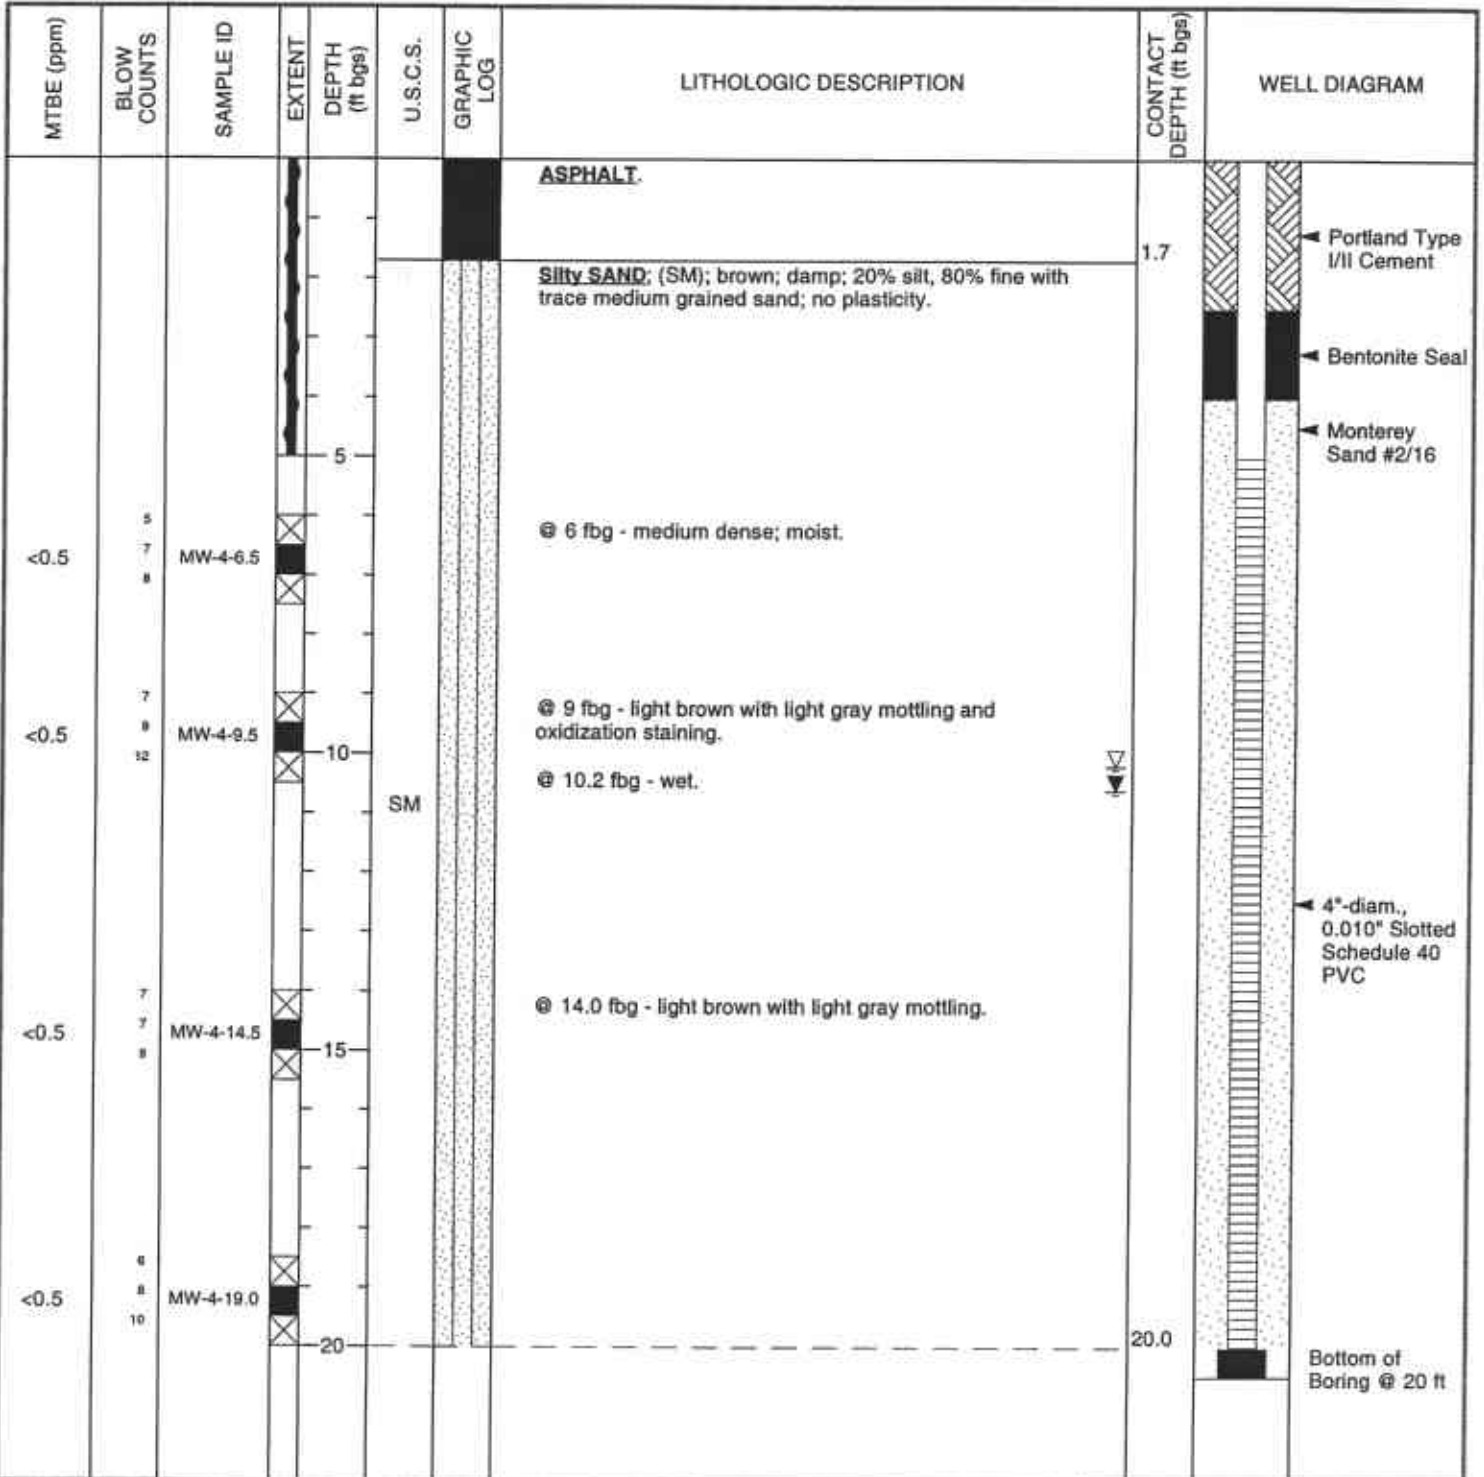 MTBE (ppm)
BLOW
COUNTS
SAMPLE ID
EXTENT
DEPTH
(ft bgs)
U.S.C.S.
GRAPHIC
LOG
LITHOLOGIC DESCRIPTION
CONTACT
DEPTH (ft bgs)
WELL DIAGRAM
ASPHALT.
1.7
Portland Type
I/II Cement
Silty SAND; (SM); brown; damp; 20% silt, 80% fine with
trace medium grained sand; no plasticity.
Bentonite Seal
Monterey
Sand #2/16
5
5
7
8
<0.5
MW-4-6.5
@ 6 fbg - medium dense; moist.
7
9
12
<0.5
MW-4-9.5
10
@ 9 fbg - light brown with light gray mottling and
oxidization staining.
@ 10.2 fbg - wet.
SM
4"-diam.,
0.010" Slotted
Schedule 40
PVC
7
7
8
<0.5
MW-4-14.5
15
@ 14.0 fbg - light brown with light gray mottling.
6
8
10
<0.5
MW-4-19.0
20
20.0
Bottom of
Boring @ 20 ft